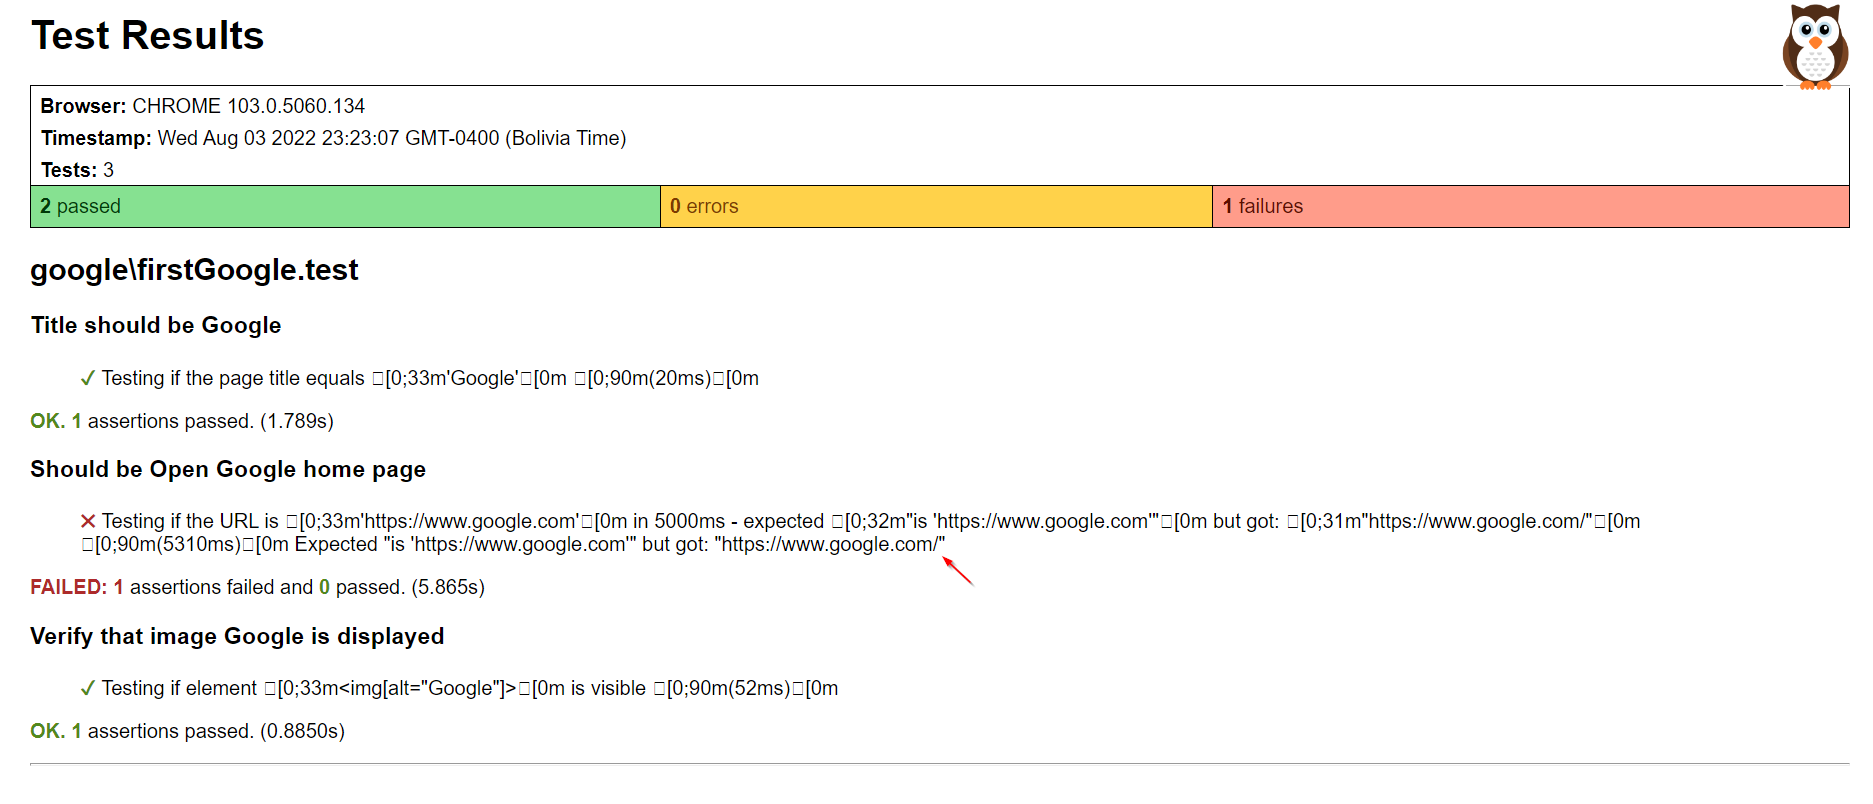 Test Results
Browser: CHROME 103.0.5060.134
Timestamp: Wed Aug 03 2022 23:23:07 GMT-0400 (Bolivia Time)
Tests: 3
2 passed 0 errors 1 failures
google\firstGoogle.test
Title should be Google
✓ Testing if the page title equals □[0;33m'Google'□[0m □[0;90m(20ms)□[0m
OK. 1 assertions passed. (1.789s)
Should be Open Google home page
✕ Testing if the URL is □[0;33m'https://www.google.com'□[0m in 5000ms - expected □[0;32m"is 'https://www.google.com'"□[0m but got: □[0;31m"https://www.google.com/"□[0m
□[0;90m(5310ms)□[0m Expected "is 'https://www.google.com'" but got: "https://www.google.com/"
FAILED: 1 assertions failed and 0 passed. (5.865s)
Verify that image Google is displayed
✓ Testing if element □[0;33m<img[alt="Google"]>□[0m is visible □[0;90m(52ms)□[0m
OK. 1 assertions passed. (0.8850s)